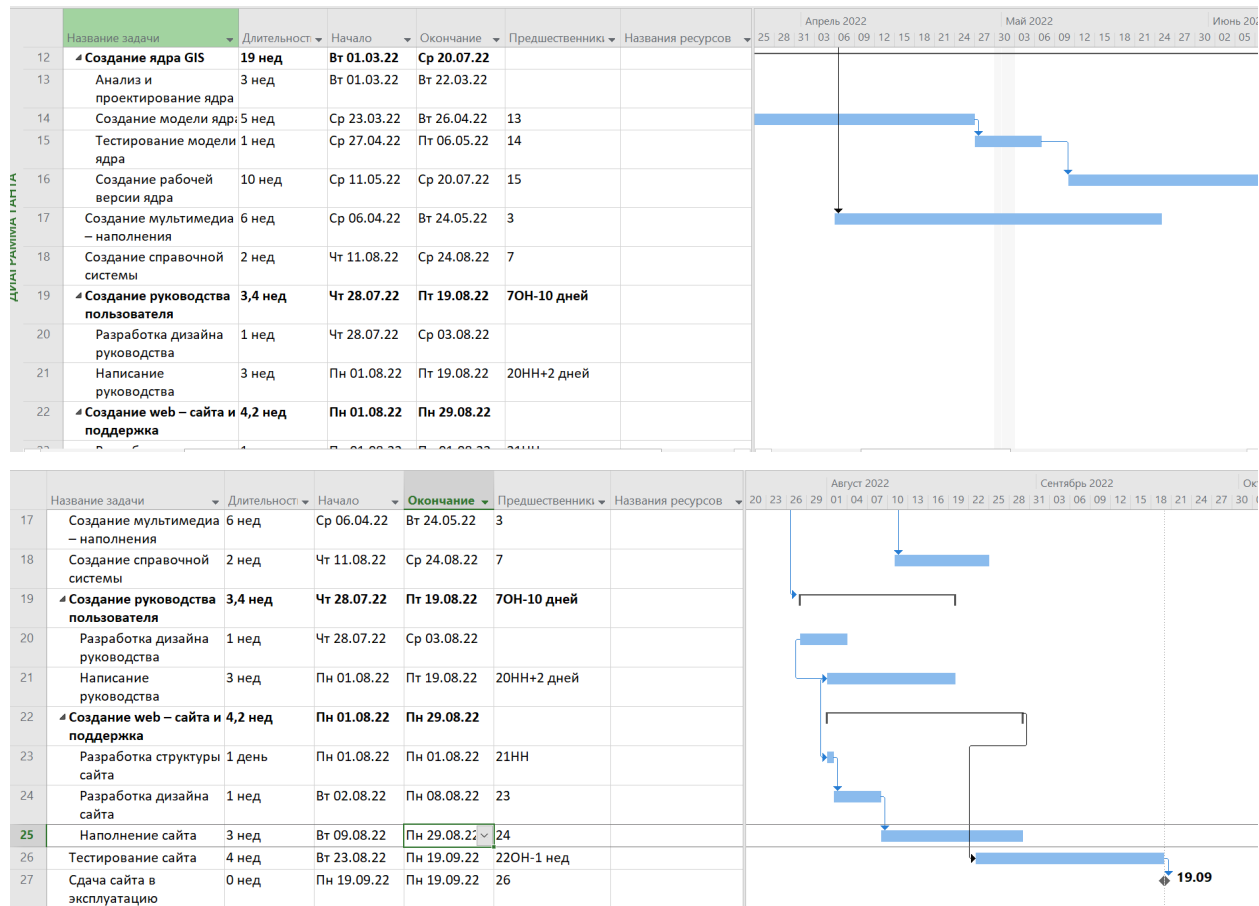 Апрель 2022 Май 2022 Июнь 202
Название задачи Длительност Начало Окончание Предшественники Названия ресурсов 25 28 31 03 06 09 12 15 18 21 24 27 30 03 06 09 12 15 18 21 24 27 30 02 05
12 Создание ядра GIS 19 нед Вт 01.03.22 Ср 20.07.22
13 Анализ и 3 нед Вт 01.03.22 Вт 22.03.22
проектирование ядра
14 Создание модели ядра 5 нед Ср 23.03.22 Вт 26.04.22 13
15 Тестирование модели 1 нед Ср 27.04.22 Пт 06.05.22 14
ядра
16 Создание рабочей 10 нед Ср 11.05.22 Ср 20.07.22 15
версии ядра
17 Создание мультимедиа 6 нед Ср 06.04.22 Вт 24.05.22 3
– наполнения
18 Создание справочной 2 нед Чт 11.08.22 Ср 24.08.22 7
системы
19 Создание руководства 3,4 нед Чт 28.07.22 Пт 19.08.22 7ОН-10 дней
пользователя
20 Разработка дизайна 1 нед Чт 28.07.22 Ср 03.08.22
руководства
21 Написание 3 нед Пн 01.08.22 Пт 19.08.22 20НН+2 дней
руководства
22 Создание web – сайта и 4,2 нед Пн 01.08.22 Пн 29.08.22
поддержка
ДИАГРАММА ГАНТА
Август 2022 Сентябрь 2022 Ок
Название задачи Длительност Начало Окончание Предшественники Названия ресурсов 20 23 26 29 01 04 07 10 13 16 19 22 25 28 31 03 06 09 12 15 18 21 24 27 30
17 Создание мультимедиа 6 нед Ср 06.04.22 Вт 24.05.22 3
– наполнения
18 Создание справочной 2 нед Чт 11.08.22 Ср 24.08.22 7
системы
19 Создание руководства 3,4 нед Чт 28.07.22 Пт 19.08.22 7ОН-10 дней
пользователя
20 Разработка дизайна 1 нед Чт 28.07.22 Ср 03.08.22
руководства
21 Написание 3 нед Пн 01.08.22 Пт 19.08.22 20НН+2 дней
руководства
22 Создание web – сайта и 4,2 нед Пн 01.08.22 Пн 29.08.22
поддержка
23 Разработка структуры 1 день Пн 01.08.22 Пн 01.08.22 21НН
сайта
24 Разработка дизайна 1 нед Вт 02.08.22 Пн 08.08.22 23
сайта
25 Наполнение сайта 3 нед Вт 09.08.22 Пн 29.08.22 24
26 Тестирование сайта 4 нед Вт 23.08.22 Пн 19.09.22 22ОН-1 нед
27 Сдача сайта в 0 нед Пн 19.09.22 Пн 19.09.22 26 19.09
эксплуатацию